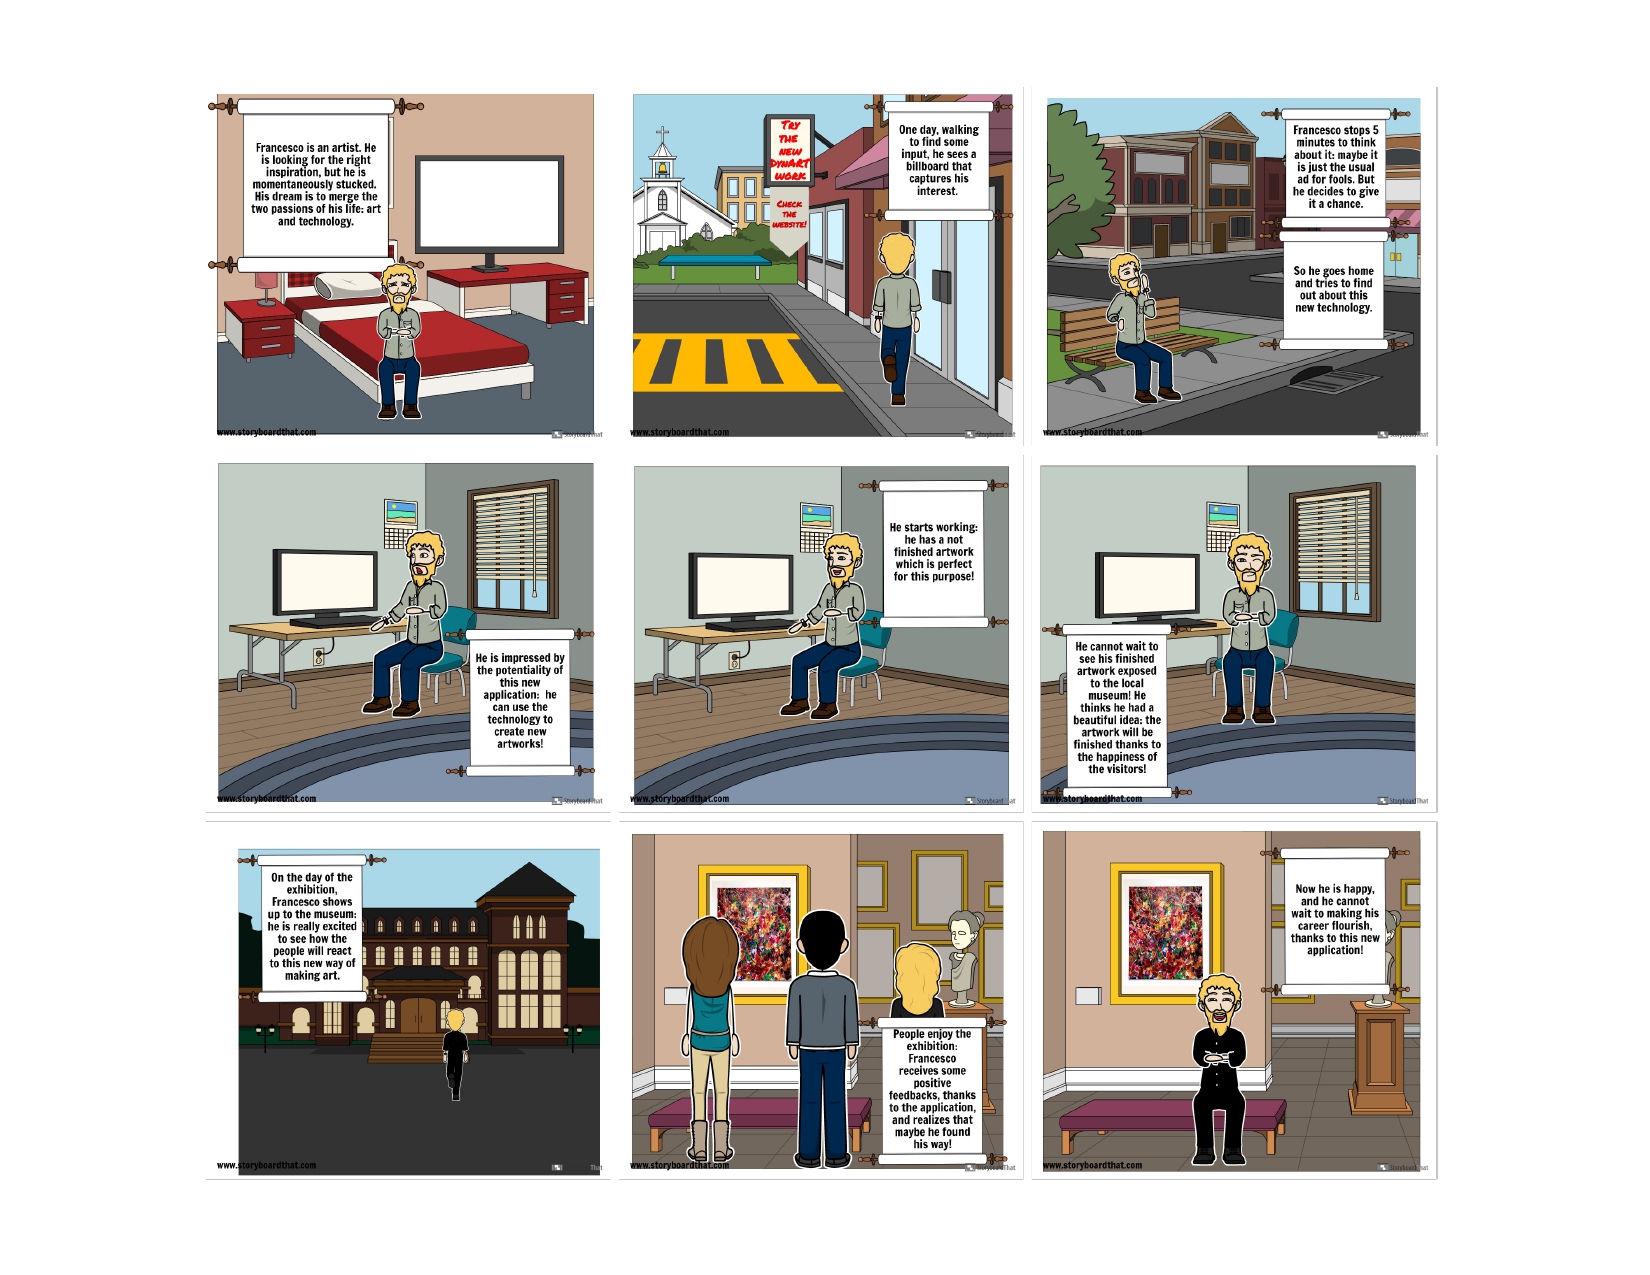 Francesco is an artist. He
is looking for the right
inspiration, but he is
momentaneously stucked.
His dream is to merge the
two passions of his life: art
and technology.
www.storyboardthat.com
StoryboardThat
TRY
THE
NEW
DYNART
WORK
CHECK
THE
WEBSITE!
One day, walking
to find some
input, he sees a
billboard that
captures his
interest.
www.storyboardthat.com
StoryboardThat
Francesco stops 5
minutes to think
about it: maybe it
is just the usual
ad for fools. But
he decides to give
it a chance.
So he goes home
and tries to find
out about this
new technology.
www.storyboardthat.com
StoryboardThat
He is impressed by
the potentiality of
this new
application: he
can use the
technology to
create new
artworks!
www.storyboardthat.com
StoryboardThat
He starts working:
he has a not
finished artwork
which is perfect
for this purpose!
www.storyboardthat.com
StoryboardThat
He cannot wait to
see his finished
artwork exposed
to the local
museum! He
thinks he had a
beautiful idea: the
artwork will be
finished thanks to
the happiness of
the visitors!
www.storyboardthat.com
StoryboardThat
On the day of the
exhibition,
Francesco shows
up to the museum:
he is really excited
to see how the
people will react
to this new way of
making art.
www.storyboardthat.com
That
People enjoy the
exhibition:
Francesco
receives some
positive
feedbacks, thanks
to the application,
and realizes that
maybe he found
his way!
www.storyboardthat.com
StoryboardThat
Now he is happy,
and he cannot
wait to making his
career flourish,
thanks to this new
application!
www.storyboardthat.com
StoryboardThat